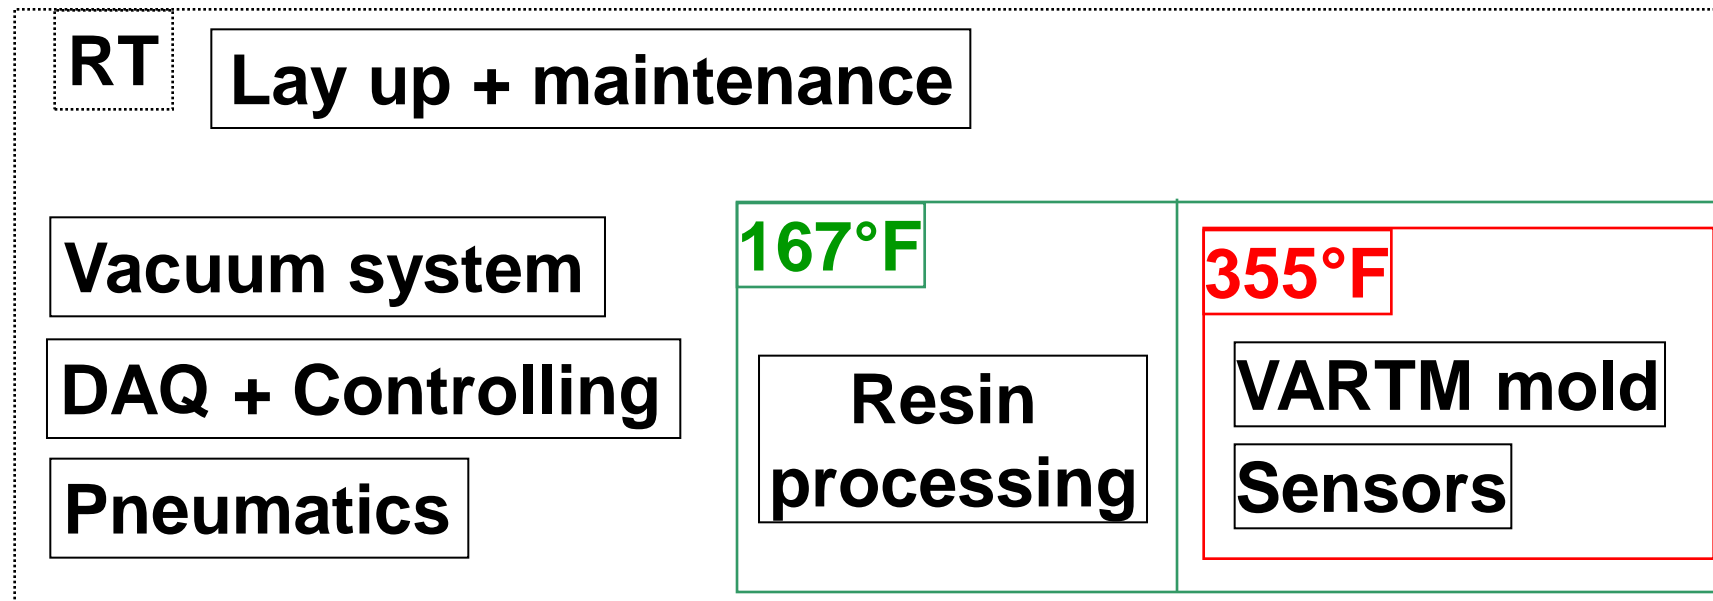 RT
Lay up + maintenance
Vacuum system
DAQ + Controlling
Pneumatics
167°F
Resin
processing
355°F
VARTM mold
Sensors